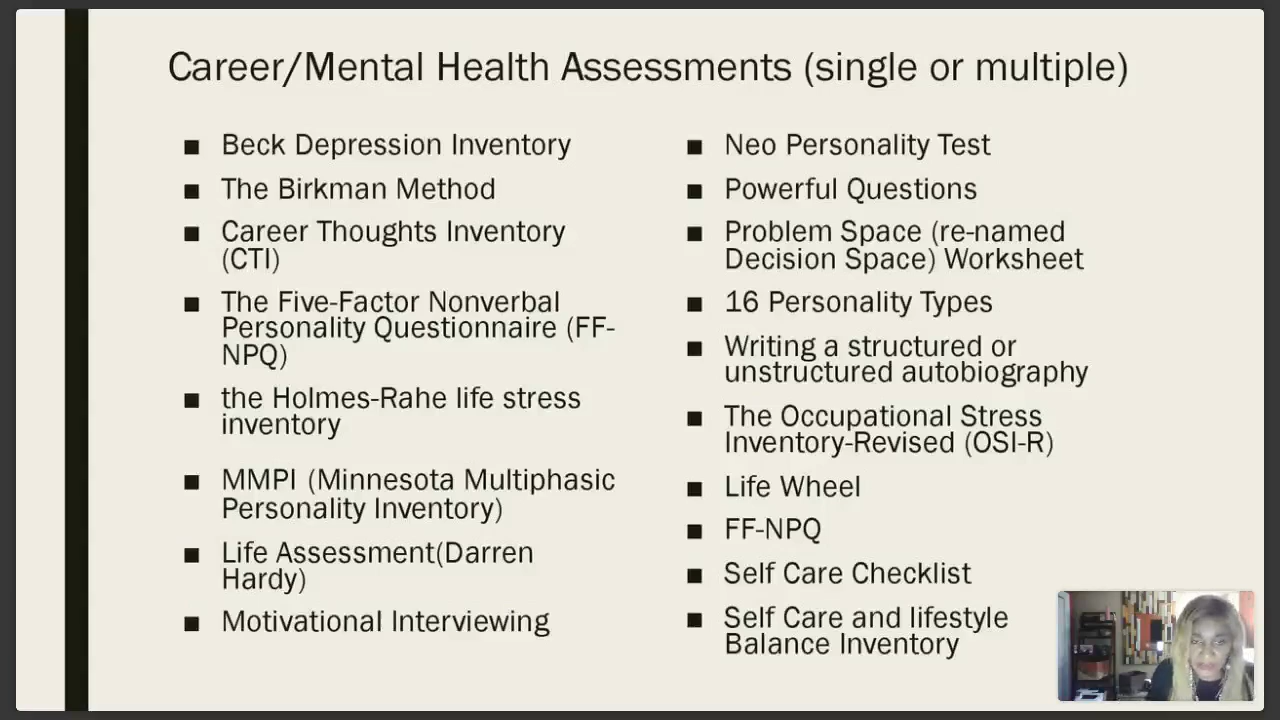 Career/Mental Health Assessments (single or multiple)
■ Beck Depression Inventory
■ The Birkman Method
■ Career Thoughts Inventory
(CTI)
■ The Five-Factor Nonverbal
Personality Questionnaire (FF-
NPQ)
■ the Holmes-Rahe life stress
inventory
■ MMPI (Minnesota Multiphasic
Personality Inventory)
■ Life Assessment(Darren
Hardy)
■ Motivational Interviewing
■ Neo Personality Test
■ Powerful Questions
■ Problem Space (re-named
Decision Space) Worksheet
■ 16 Personality Types
■ Writing a structured or
unstructured autobiography
■ The Occupational Stress
Inventory-Revised (OSI-R)
■ Life Wheel
■ FF-NPQ
■ Self Care Checklist
■ Self Care and lifestyle
Balance Inventory